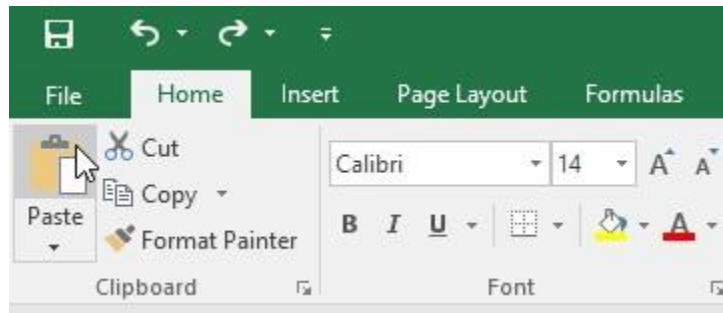 File Home Insert Page Layout Formulas
Cut
Calibri 14 A A
Copy
Paste
B I U A
Format Painter
Clipboard Font